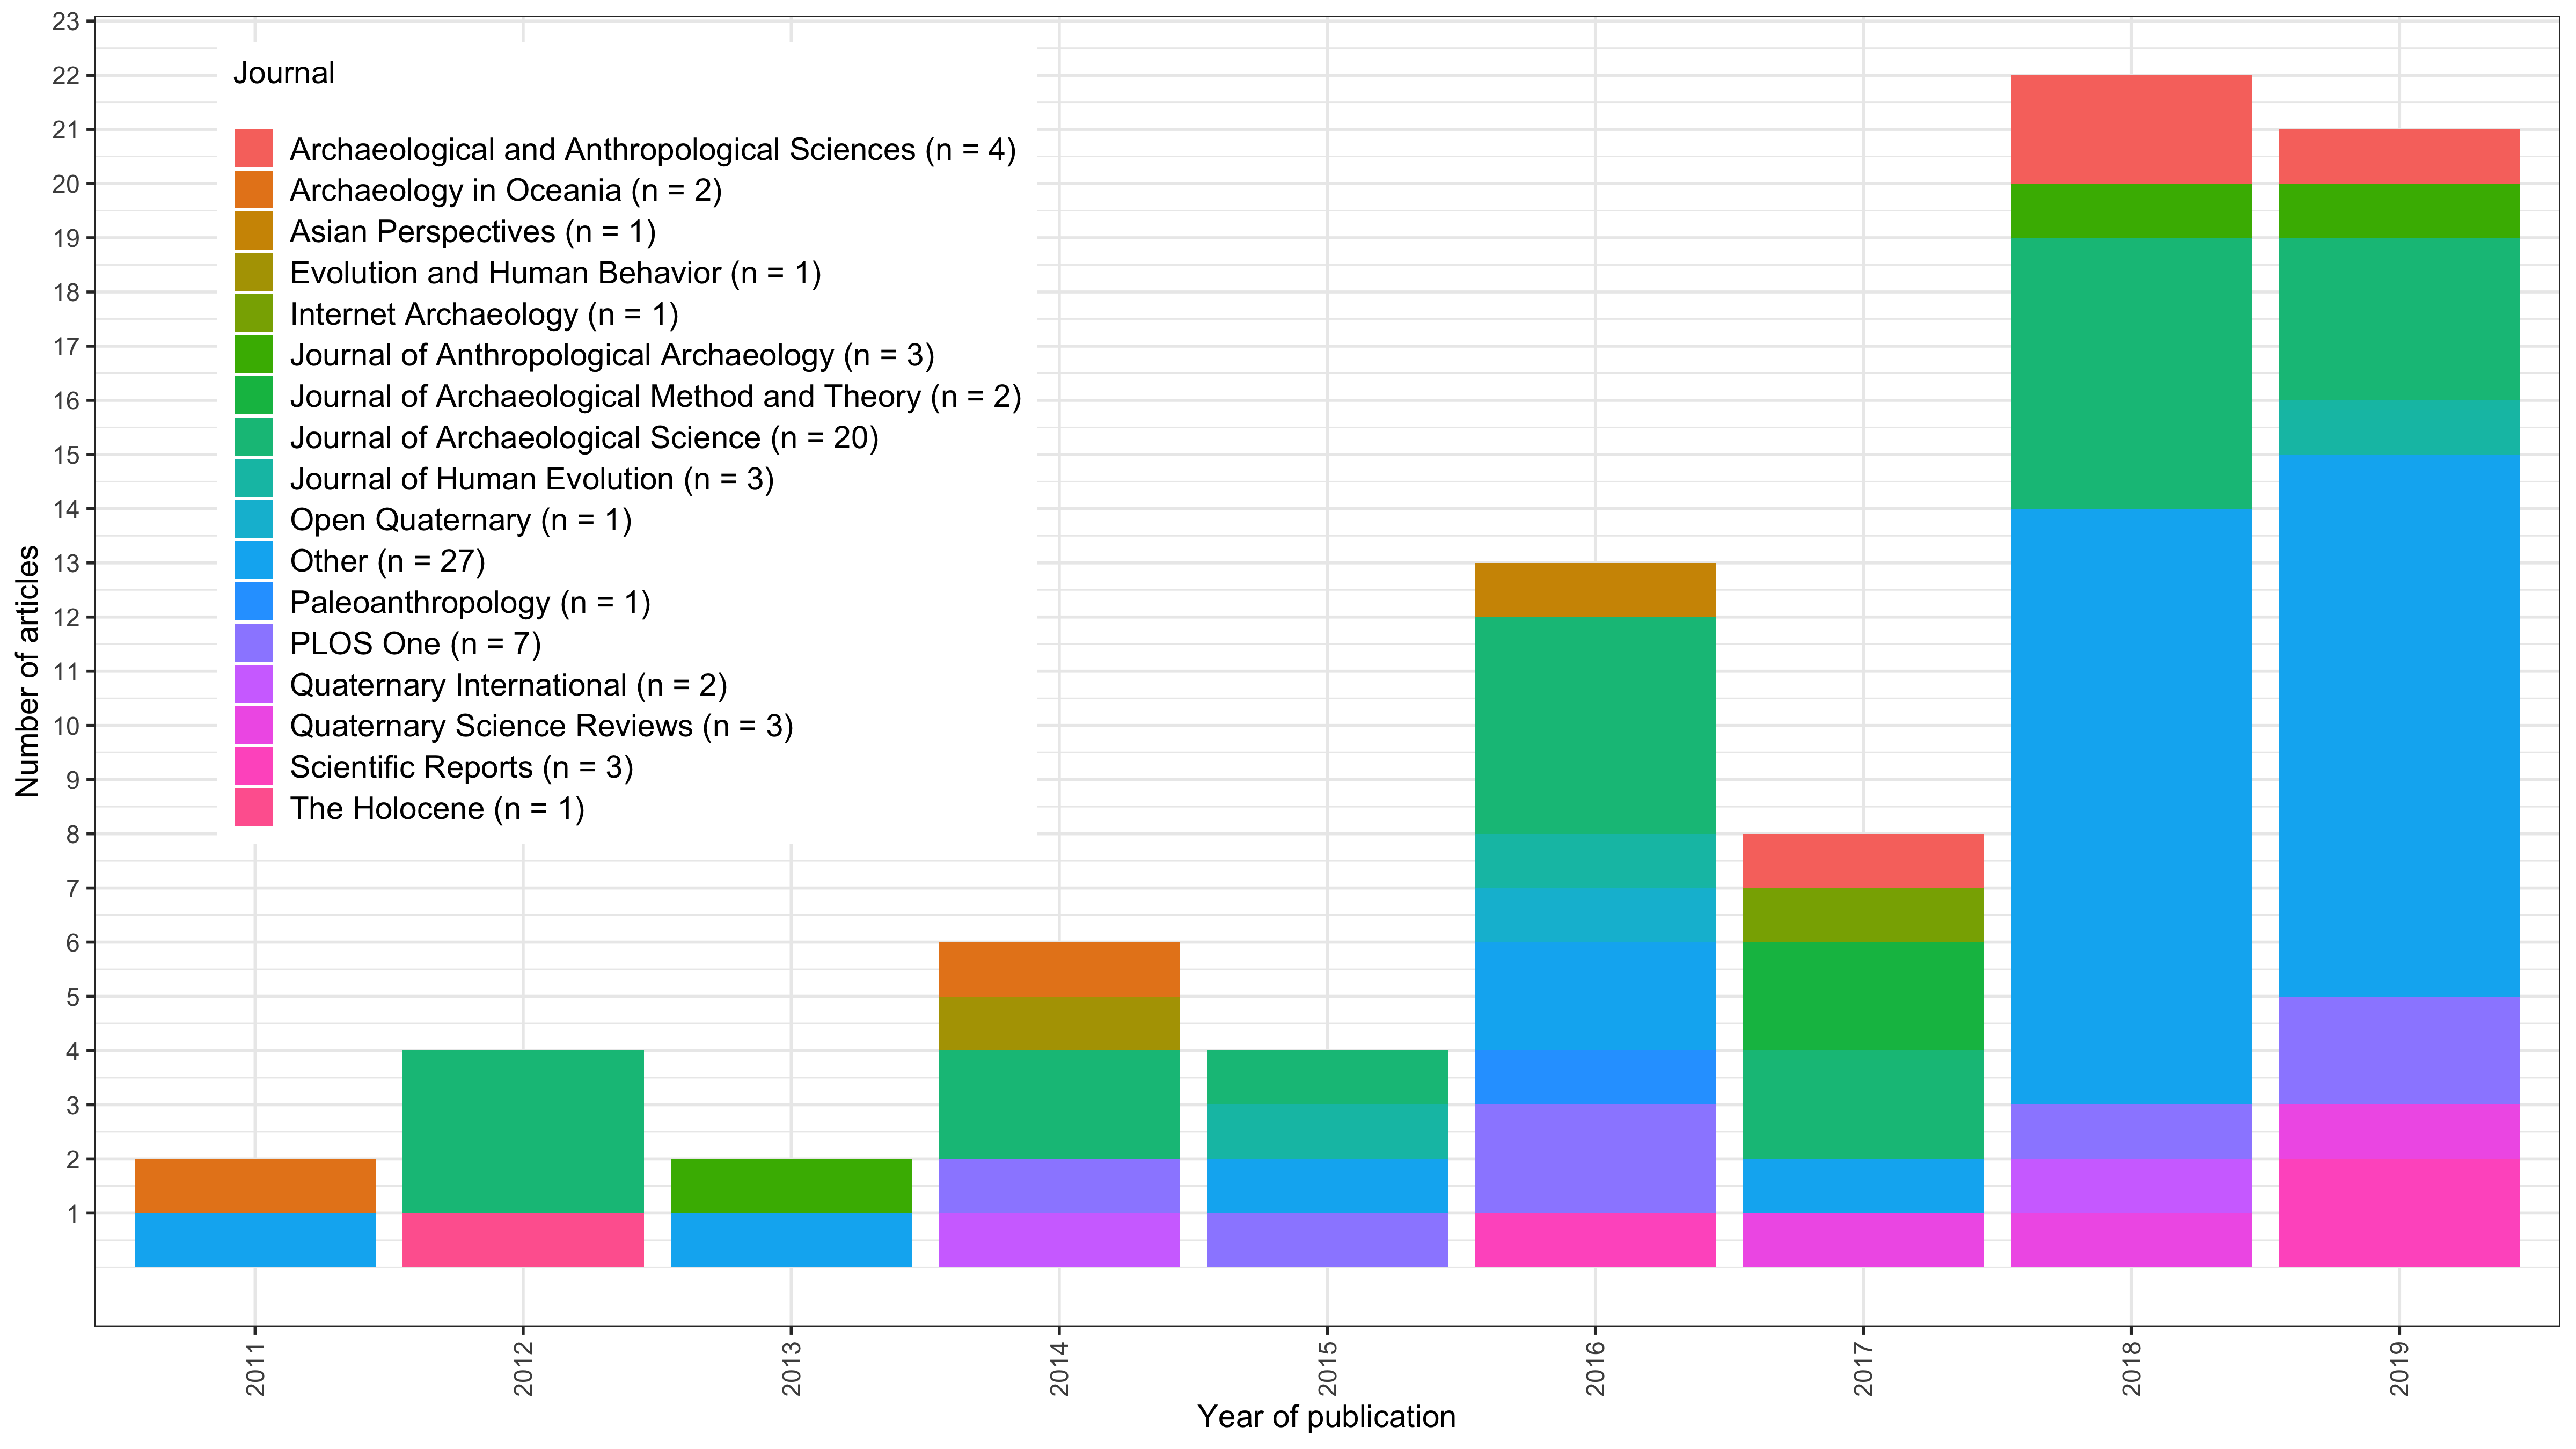 23
22
21
20
19
18
17
16
15
14
13
12
11
10
9
8
7
6
5
4
3
2
1
Number of articles
Journal
Archaeological and Anthropological Sciences (n = 4)
Archaeology in Oceania (n = 2)
Asian Perspectives (n = 1)
Evolution and Human Behavior (n = 1)
Internet Archaeology (n = 1)
Journal of Anthropological Archaeology (n = 3)
Journal of Archaeological Method and Theory (n = 2)
Journal of Archaeological Science (n = 20)
Journal of Human Evolution (n = 3)
Open Quaternary (n = 1)
Other (n = 27)
Paleoanthropology (n = 1)
PLOS One (n = 7)
Quaternary International (n = 2)
Quaternary Science Reviews (n = 3)
Scientific Reports (n = 3)
The Holocene (n = 1)
2011
2012
2013
2014
2015
2016
2017
2018
2019
Year of publication